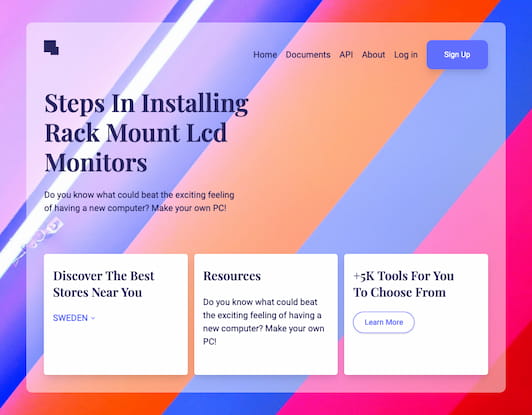 Home Documents API About Log in Sign Up
Steps In Installing
Rack Mount Lcd
Monitors
Do you know what could beat the exciting feeling
of having a new computer? Make your own PC!
Discover The Best
Stores Near You
SWEDEN
Resources
Do you know what could beat
the exciting feeling of having a
new computer? Make your own
PC!
+5K Tools For You
To Choose From
Learn More